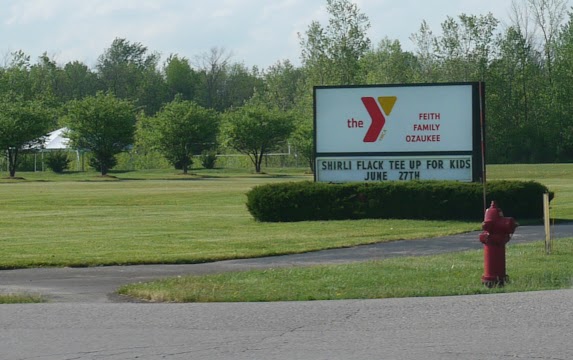 the
FEITH
FAMILY
OZAUKEE
SHIRLI FLACK TEE UP FOR KIDS
JUNE 27TH